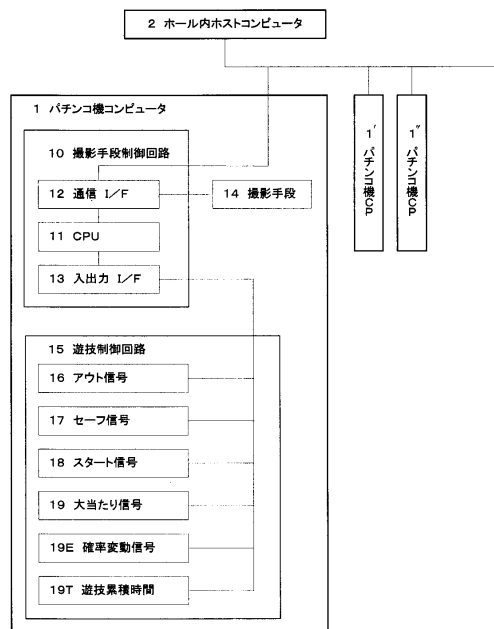 2 ホール内ホストコンピュータ
1 パチンコ機コンピュータ
10 撮影手段制御回路
12 通信 I/F
14 撮影手段
11 CPU
13 入出力 I/F
1' パチンコ機CP
1" パチンコ機CP
15 遊技制御回路
16 アウト信号
17 セーフ信号
18 スタート信号
19 大当たり信号
19E 確率変動信号
19T 遊技累積時間